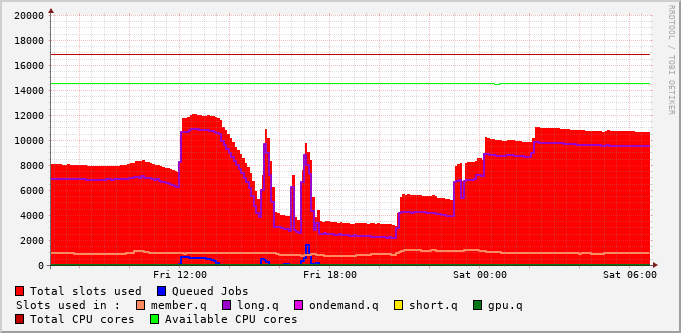 20000
18000
16000
14000
12000
10000
8000
6000
4000
2000
0
Fri 12:00 Fri 18:00 Sat 00:00 Sat 06:00
RRDTOOL / TOBI OETIKER
Total slots used Queued Jobs
Slots used in : member.q long.q ondemand.q short.q gpu.q
Total CPU cores Available CPU cores